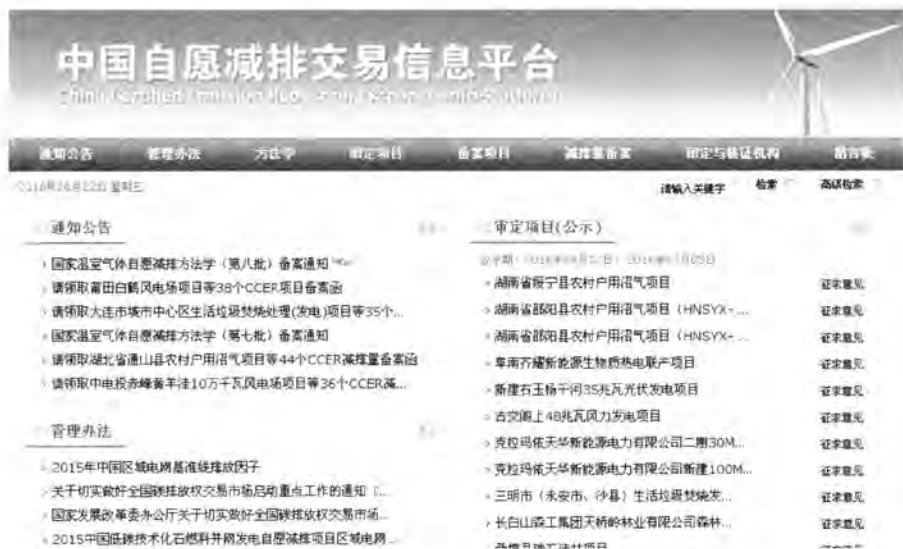 中国自愿减排交易信息平台
通知公告 管理办法 方法学 审定项目 备案项目 减排量备案 审定与核证机构 留言板
请输入关键字 检索 高级检索
通知公告
国家温室气体自愿减排方法学(第八批)备案通知
请领取莆田白鹤风电场项目等38个CCER项目备案函
请领取大连市城市中心区生活垃圾焚烧处理(发电)项目等35个...
国家温室气体自愿减排方法学(第七批)备案通知
请领取湖北省通山县农村户用沼气项目等44个CCER减排量备案函
请领取中电投赤峰黄羊洼10万千瓦风电场项目等36个CCER减...
管理办法
2015年中国区域电网基准线排放因子
关于切实做好全国碳排放权交易市场启动重点工作的通知(...
国家发展改革委办公厅关于切实做好全国碳排放权交易市场...
2015中国低碳技术化石燃料并网发电自愿减排项目区域电网...
审定项目(公示)
湖南省绥宁县农村户用沼气项目 征求意见
湖南省邵阳县农村户用沼气项目(HNSYX-... 征求意见
湖南省邵阳县农村户用沼气项目(HNSYX-... 征求意见
阜南齐耀新能源生物质热电联产项目 征求意见
新建石玉杨干河35兆瓦光伏发电项目 征求意见
古交阁上48兆瓦风力发电项目 征求意见
克拉玛依天华新能源电力有限公司二期30M... 征求意见
克拉玛依天华新能源电力有限公司新建100M... 征求意见
三明市(永安市、沙县)生活垃圾焚烧发... 征求意见
长白山森工集团天桥岭林业有限公司森林... 征求意见